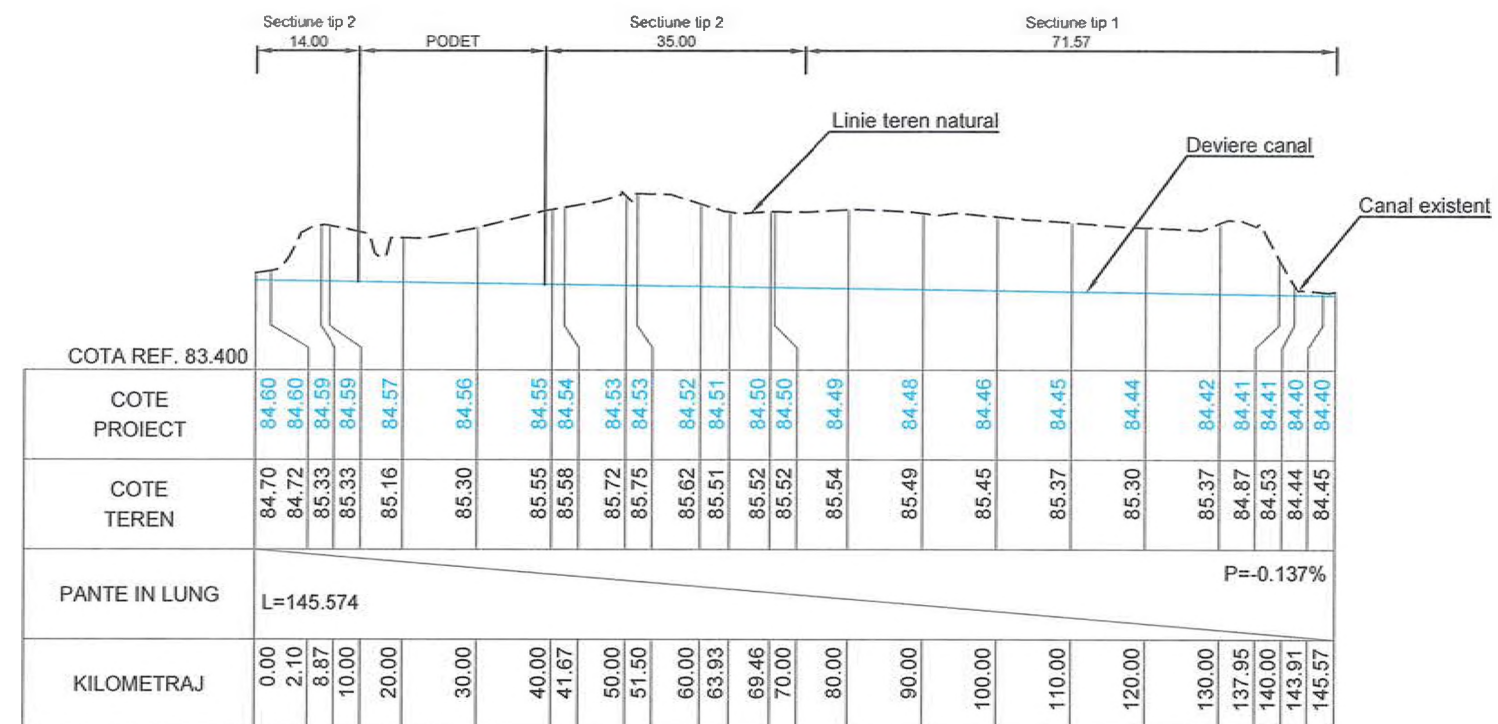 Sectiune tip 2
14.00
PODET
Sectiune tip 2
35.00
Sectiune tip 1
71.57
Linie teren natural
Deviere canal
Canal existent
COTA REF. 83.400
COTE
PROIECT
84.60 84.60 84.59 84.59 84.57 84.56 84.55 84.54 84.53 84.53 84.52 84.51 84.50 84.50 84.49 84.48 84.46 84.45 84.44 84.42 84.41 84.41 84.40 84.40
COTE
TEREN
84.70 84.72 85.33 85.33 85.16 85.30 85.55 85.58 85.72 85.75 85.62 85.51 85.52 85.52 85.54 85.49 85.45 85.37 85.30 85.37 84.87 84.53 84.44 84.45
PANTE IN LUNG
L=145.574
P=-0.137%
KILOMETRAJ
0.00 2.10 8.87 10.00 20.00 30.00 40.00 41.67 50.00 51.50 60.00 63.93 69.46 70.00 80.00 90.00 100.00 110.00 120.00 130.00 137.95 140.00 143.91 145.57